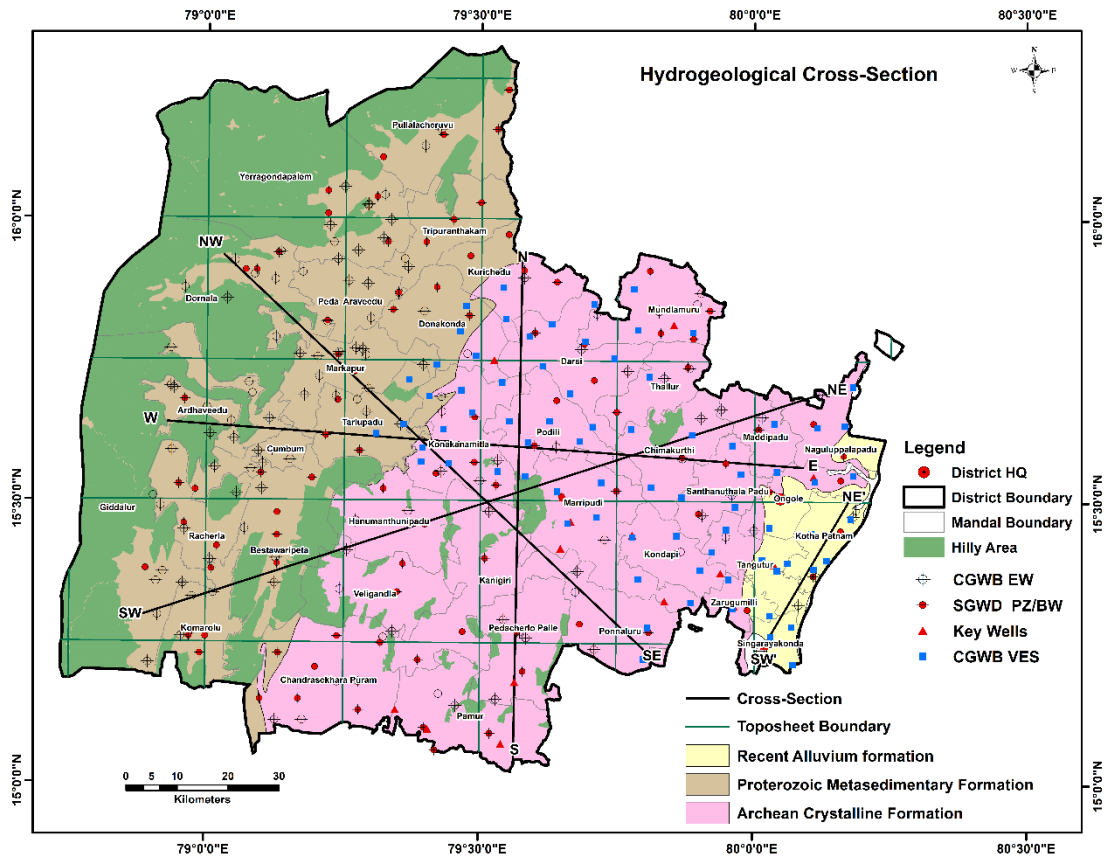 79°0'0"E 79°30'0"E 80°0'0"E 80°30'0"E
Hydrogeological Cross-Section
N
W
E
S
16°0'0"N
16°0'0"N
15°30'0"N
15°30'0"N
15°0'0"N
15°0'0"N
Pullalacheruvu
Yerragondapalem
Tripuranthakam
NW
N
Kurichedu
Dornala
Peda Araveedu
Donakonda
Mundlamuru
Darsi
Markapur
Thallur
NE
Ardhaveedu
W
Tarlupadu
Podili
Maddipadu
Cumbum
Konakanamitla
Chimakurthi
Naguluppalapadu
E
Giddalur
Santhanuthala Padu
NE'
Ongole
Marripudi
Hanumanthunipadu
Kotha Patnam
Racherla
Bestawaripeta
Kondapi
Tangutur
Kanigiri
Veligandla
Zarugumilli
SW
Komarolu
Pedacherlo Palle
Ponnaluru
Singarayakonda
SE
SW'
Chandrasekhara Puram
Pamur
S
Legend
District HQ
District Boundary
Mandal Boundary
Hilly Area
CGWB EW
SGWD PZ/BW
Key Wells
CGWB VES
Cross-Section
Toposheet Boundary
Recent Alluvium formation
Proterozoic Metasedimentary Formation
Archean Crystalline Formation
0 5 10 20 30
Kilometers
79°0'0"E 79°30'0"E 80°0'0"E 80°30'0"E